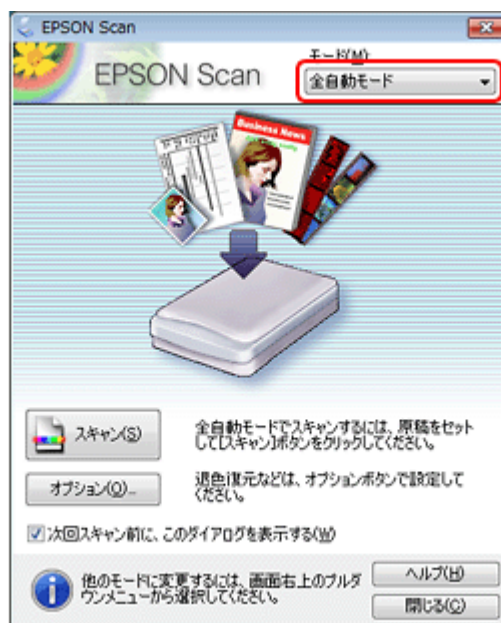 EPSON Scan
モード(M)
EPSON Scan
全自動モード
Business News
スキャン(S)
全自動モードでスキャンするには、原稿をセット
して[スキャン]ボタンをクリックしてください。
オプション(O)...
退色復元などは、オプションボタンで設定して
ください。
次回スキャン前に、このダイアログを表示する(W)
他のモードに変更するには、画面右上のプルダ
ウンメニューから選択してください。
ヘルプ(H)
閉じる(C)